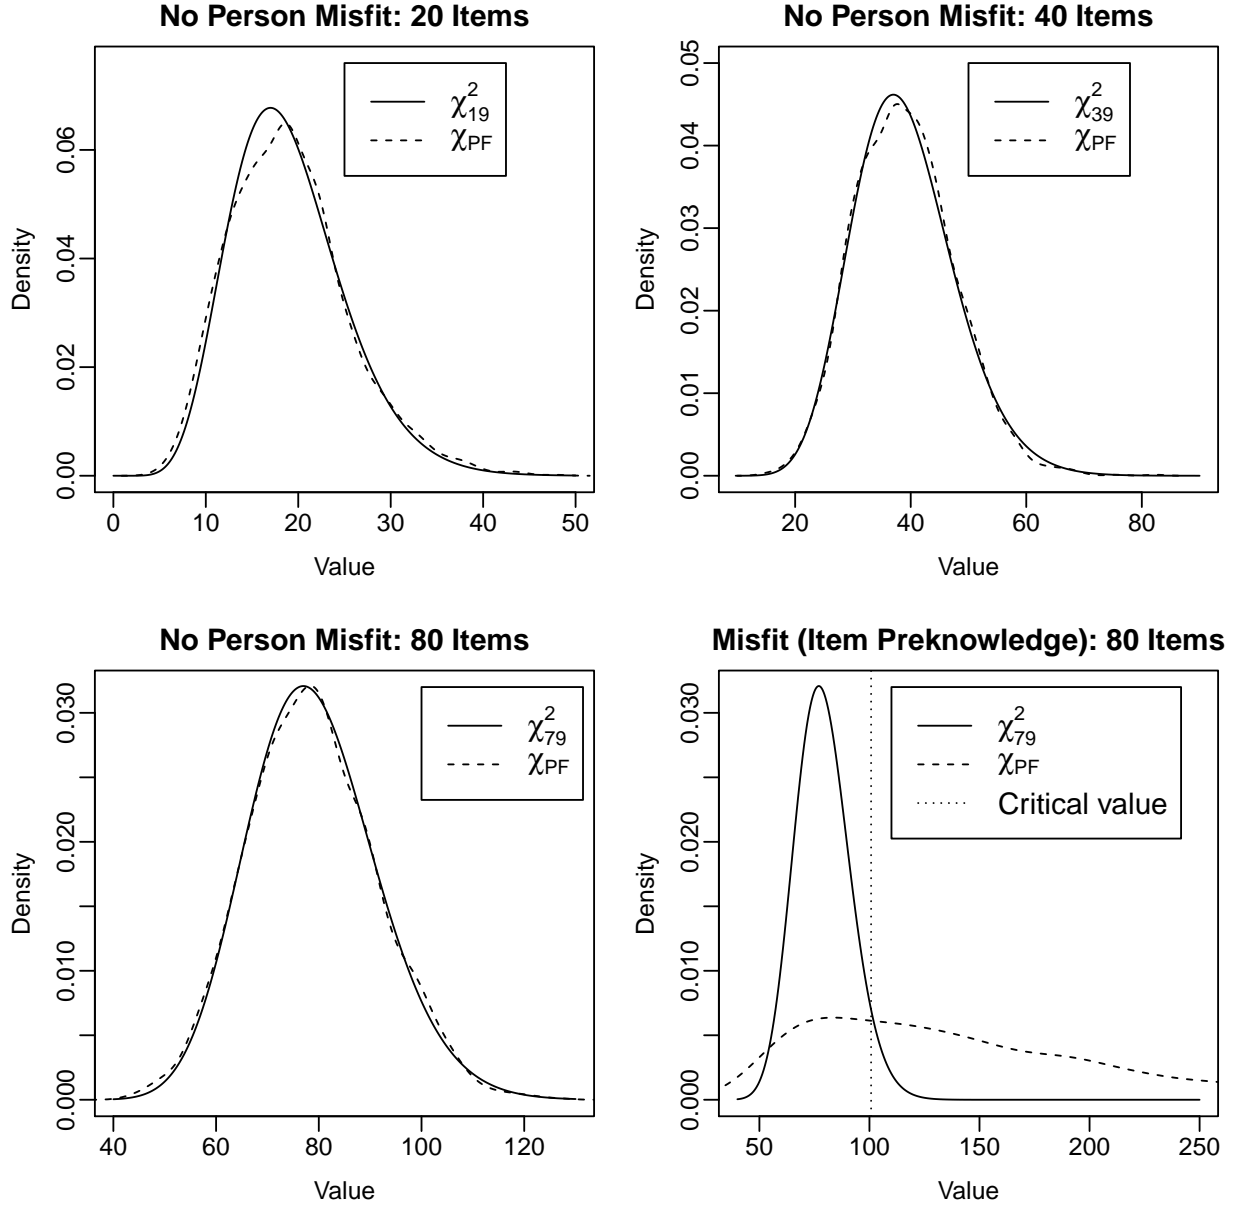 No Person Misfit: 20 Items
χ²₁₉
χPF
0.00 0.02 0.04 0.06
Density
0 10 20 30 40 50
Value
No Person Misfit: 40 Items
χ²₃₉
χPF
0.00 0.01 0.02 0.03 0.04 0.05
Density
20 40 60 80
Value
No Person Misfit: 80 Items
χ²₇₉
χPF
0.000 0.010 0.020 0.030
Density
40 60 80 100 120
Value
Misfit (Item Preknowledge): 80 Items
χ²₇₉
χPF
Critical value
0.000 0.010 0.020 0.030
Density
50 100 150 200 250
Value